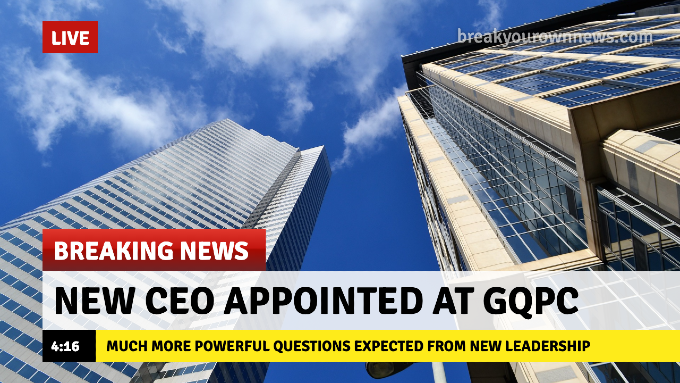 LIVE
breakyourownnews.com
BREAKING NEWS
NEW CEO APPOINTED AT GQPC
4:16 MUCH MORE POWERFUL QUESTIONS EXPECTED FROM NEW LEADERSHIP